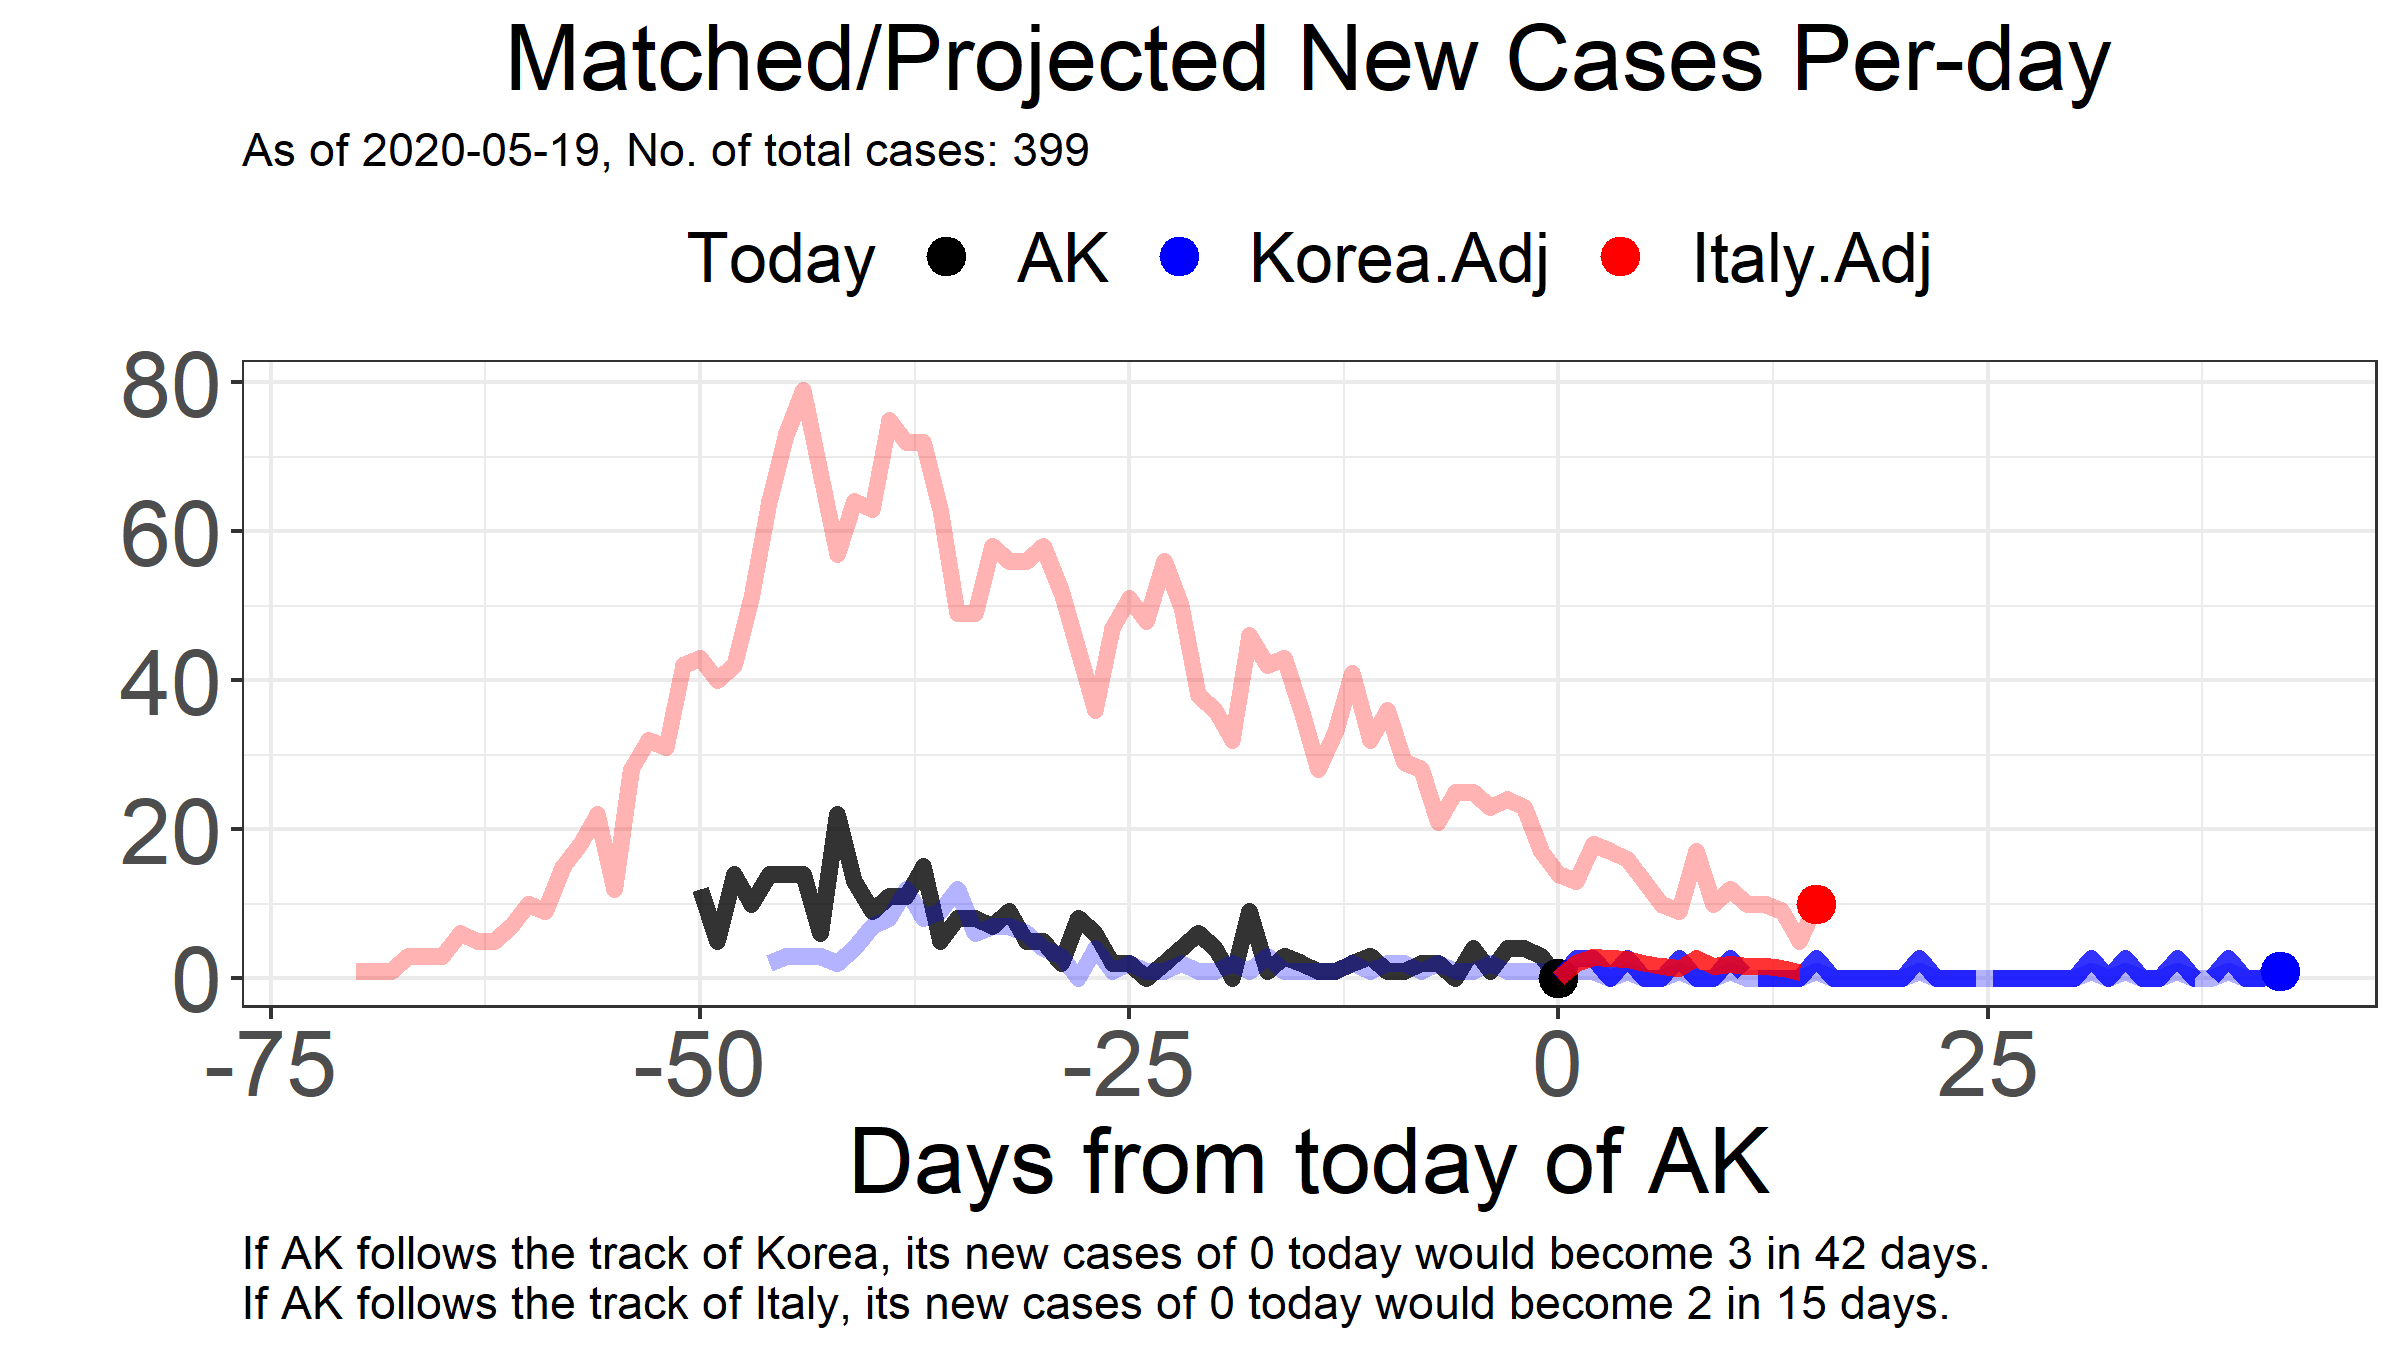 Matched/Projected New Cases Per-day
As of 2020-05-19, No. of total cases: 399
Today AK Korea.Adj Italy.Adj
80
60
40
20
0
-75 -50 -25 0 25
Days from today of AK
If AK follows the track of Korea, its new cases of 0 today would become 3 in 42 days.
If AK follows the track of Italy, its new cases of 0 today would become 2 in 15 days.